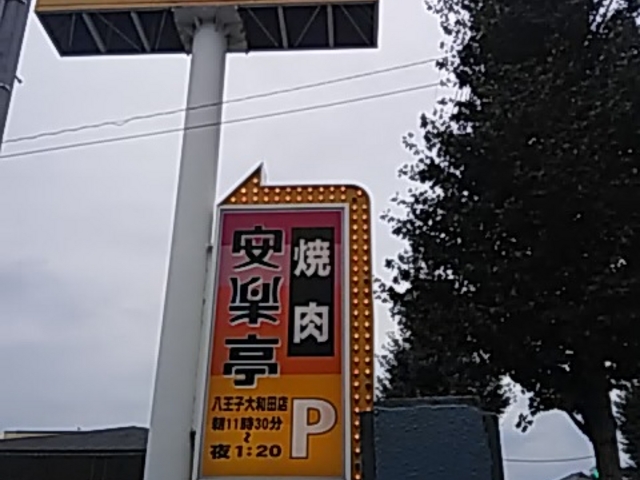 焼肉
安楽亭
八王子大和田店
朝11時30分
〜
夜1:20
P